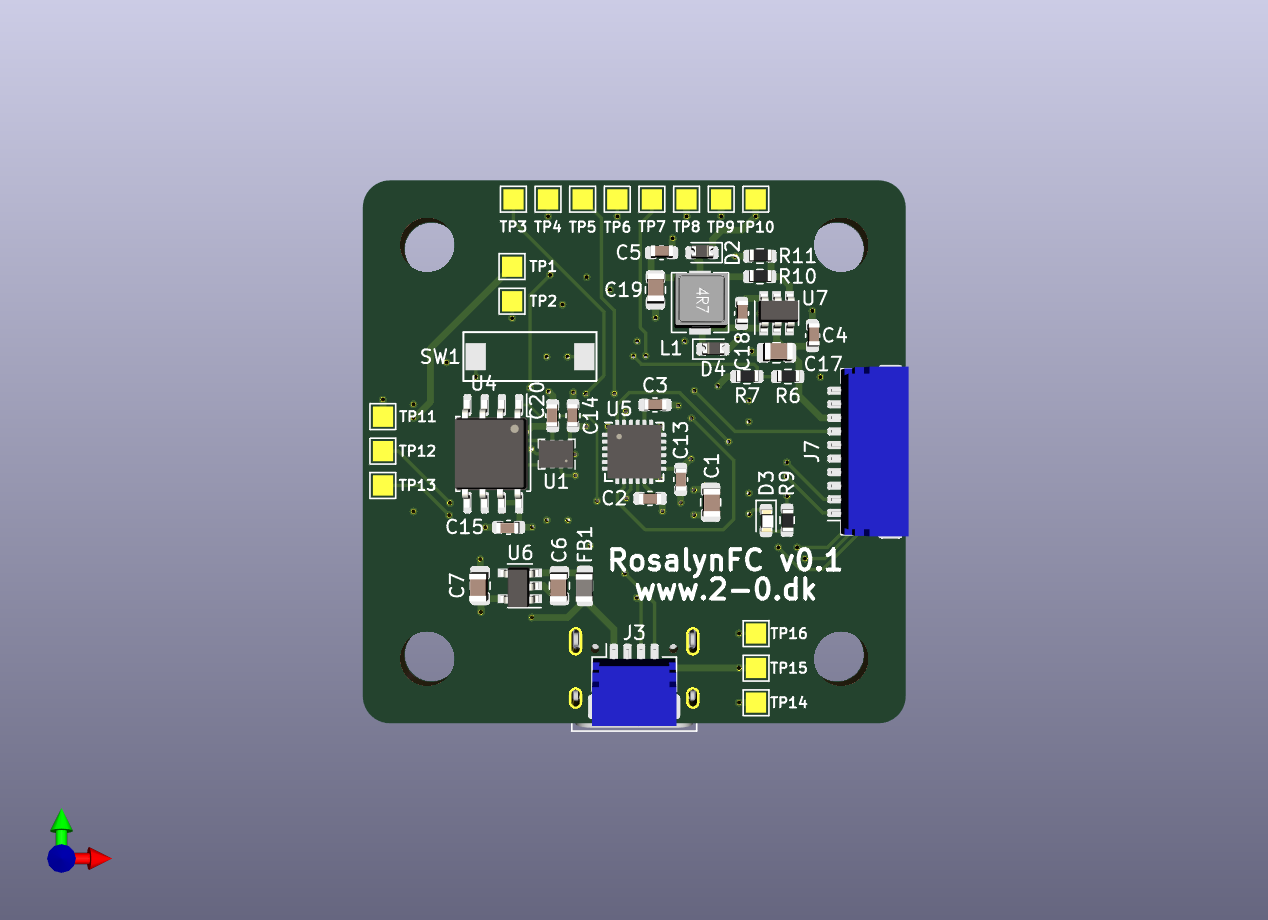 TP3 TP4 TP5 TP6 TP7 TP8 TP9 TP10
C5 D2 R11
TP1 R10
C19 4R7 U7
TP2
L1 C18 C4
SW1 D4 C17
U4 R7 R6
C20 C14 C3
TP11 U5
TP12 C13 J7
U1 C1 D3 R9
TP13 C2
C15
U6 C6 FB1 RosalynFC v0.1
C7 www.2-0.dk
J3 TP16
TP15
TP14